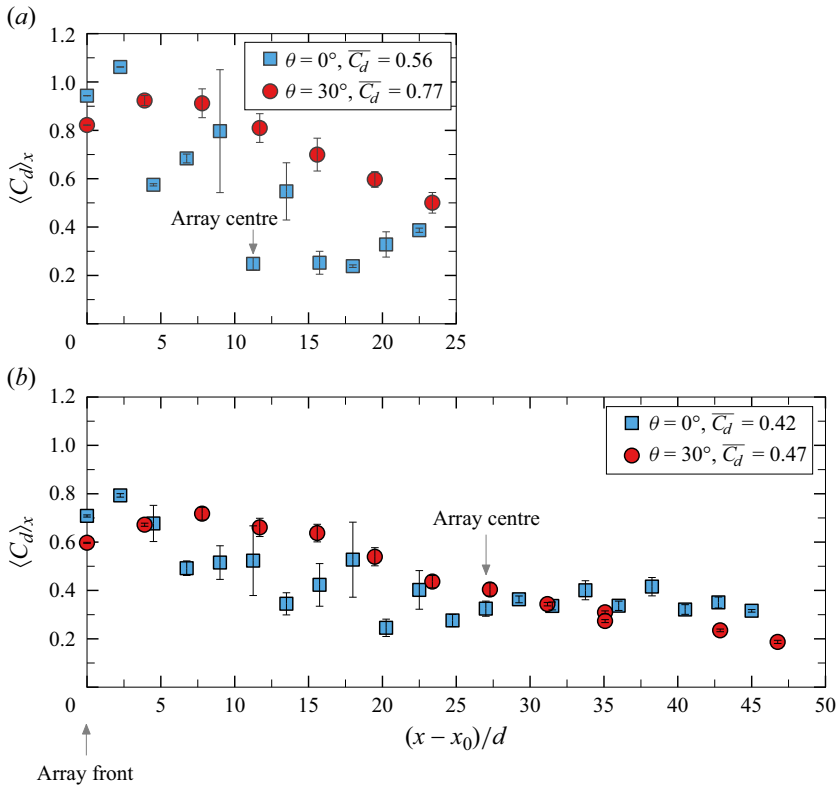 (a)
1.2
1.0
0.8
0.6
0.4
0.2
0
⟨C_d⟩_x
θ = 0°, C̅_d̅ = 0.56
θ = 30°, C̅_d̅ = 0.77
Array centre
5 10 15 20 25
(b)
1.2
1.0
0.8
0.6
0.4
0.2
0
⟨C_d⟩_x
θ = 0°, C̅_d̅ = 0.42
θ = 30°, C̅_d̅ = 0.47
Array centre
5 10 15 20 25 30 35 40 45 50
(x − x_0)/d
Array front